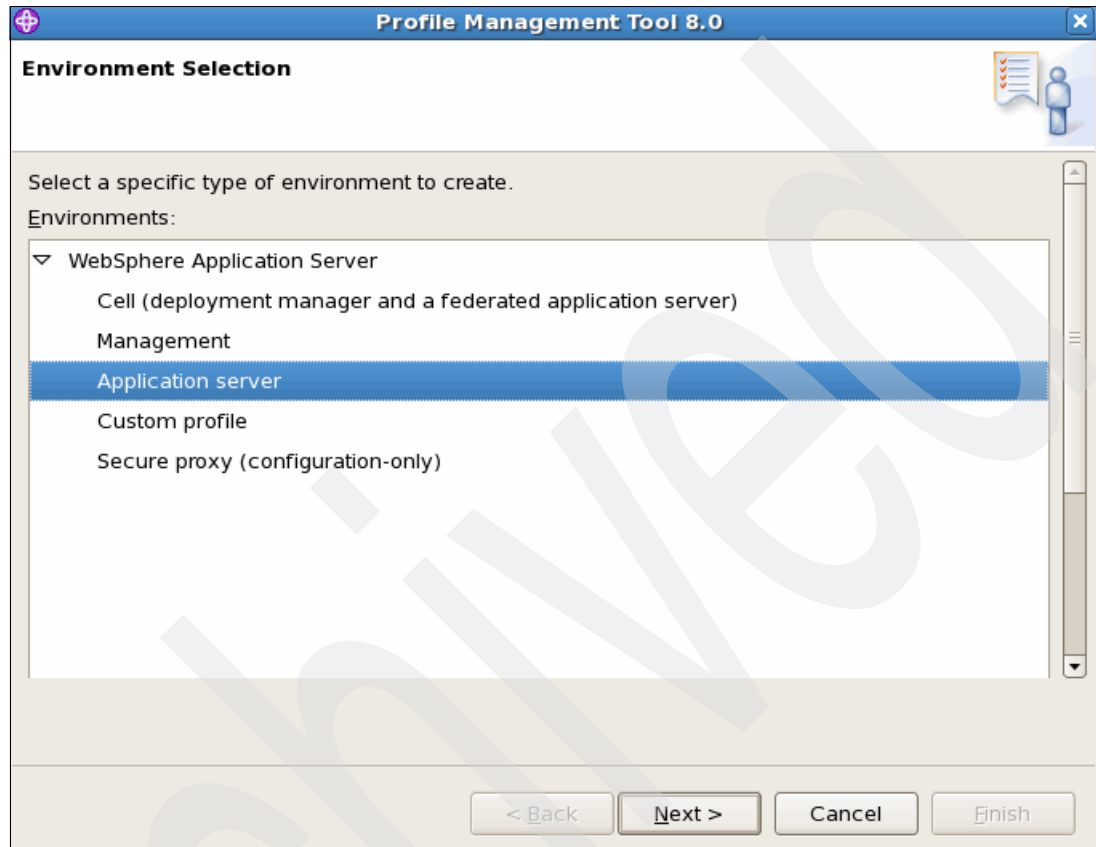 Profile Management Tool 8.0
Environment Selection
Select a specific type of environment to create.
Environments:
WebSphere Application Server
Cell (deployment manager and a federated application server)
Management
Application server
Custom profile
Secure proxy (configuration-only)
< Back
Next >
Cancel
Finish